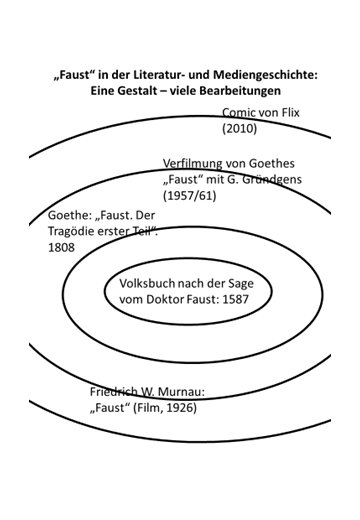 „Faust“ in der Literatur- und Mediengeschichte:
Eine Gestalt – viele Bearbeitungen
Comic von Flix
(2010)
Verfilmung von Goethes
„Faust“ mit G. Gründgens
(1957/61)
Goethe: „Faust. Der
Tragödie erster Teil“.
1808
Volksbuch nach der Sage
vom Doktor Faust: 1587
Friedrich W. Murnau:
„Faust“ (Film, 1926)